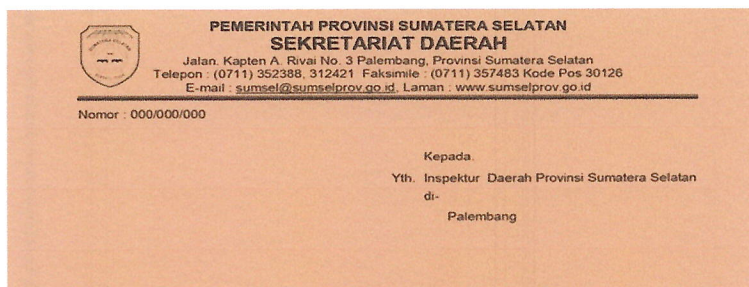 PEMERINTAH PROVINSI SUMATERA SELATAN
SEKRETARIAT DAERAH
Jalan. Kapten A. Rivai No. 3 Palembang, Provinsi Sumatera Selatan
Telepon : (0711) 352388, 312421 Faksimile : (0711) 357483 Kode Pos 30126
E-mail : sumsel@sumselprov.go.id, Laman : www.sumselprov.go.id
Nomor : 000/000/000
Kepada.
Yth. Inspektur Daerah Provinsi Sumatera Selatan
di-
Palembang